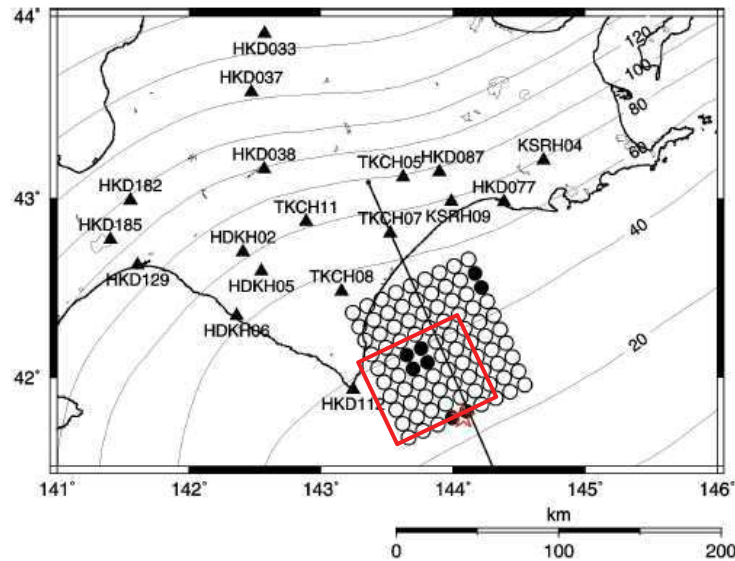 44˚
HKD033
120
100
HKD037
80
KSRH04
HKD038
TKCH05
HKD087
60
HKD182
43˚
HKD077
TKCH11
KSRH09
HKD185
TKCH07
HDKH02
40
HKD129
HDKH05
TKCH08
HDKH06
20
42˚
HKD112
141˚ 142˚ 143˚ 144˚ 145˚ 146˚
km
0 100 200